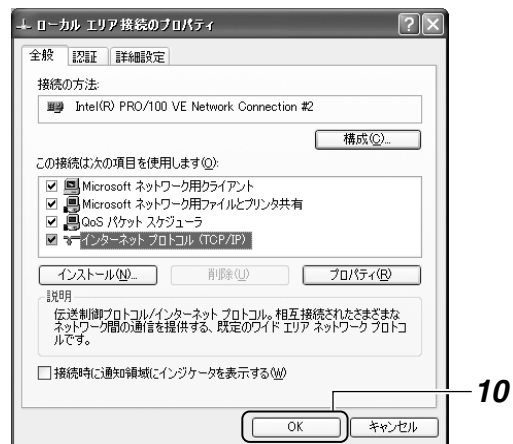 ローカル エリア接続のプロパティ
全般 認証 詳細設定
接続の方法:
Intel(R) PRO/100 VE Network Connection #2
構成(C)...
この接続は次の項目を使用します(O):
Microsoft ネットワーク用クライアント
Microsoft ネットワーク用ファイルとプリンタ共有
QoS パケット スケジューラ
インターネット プロトコル (TCP/IP)
インストール(N)... 削除(U) プロパティ(R)
説明
伝送制御プロトコル/インターネット プロトコル。相互接続されたさまざまな
ネットワーク間の通信を提供する、既定のワイド エリア ネットワーク プロトコ
ルです。
接続時に通知領域にインジケータを表示する(W)
10
OK キャンセル